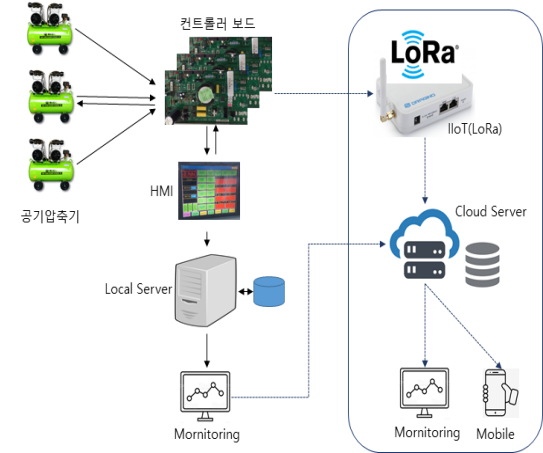 컨트롤러 보드
LoRa
IIoT(LoRa)
HMI
공기압축기
Cloud Server
Local Server
Mornitoring
Mornitoring
Mobile